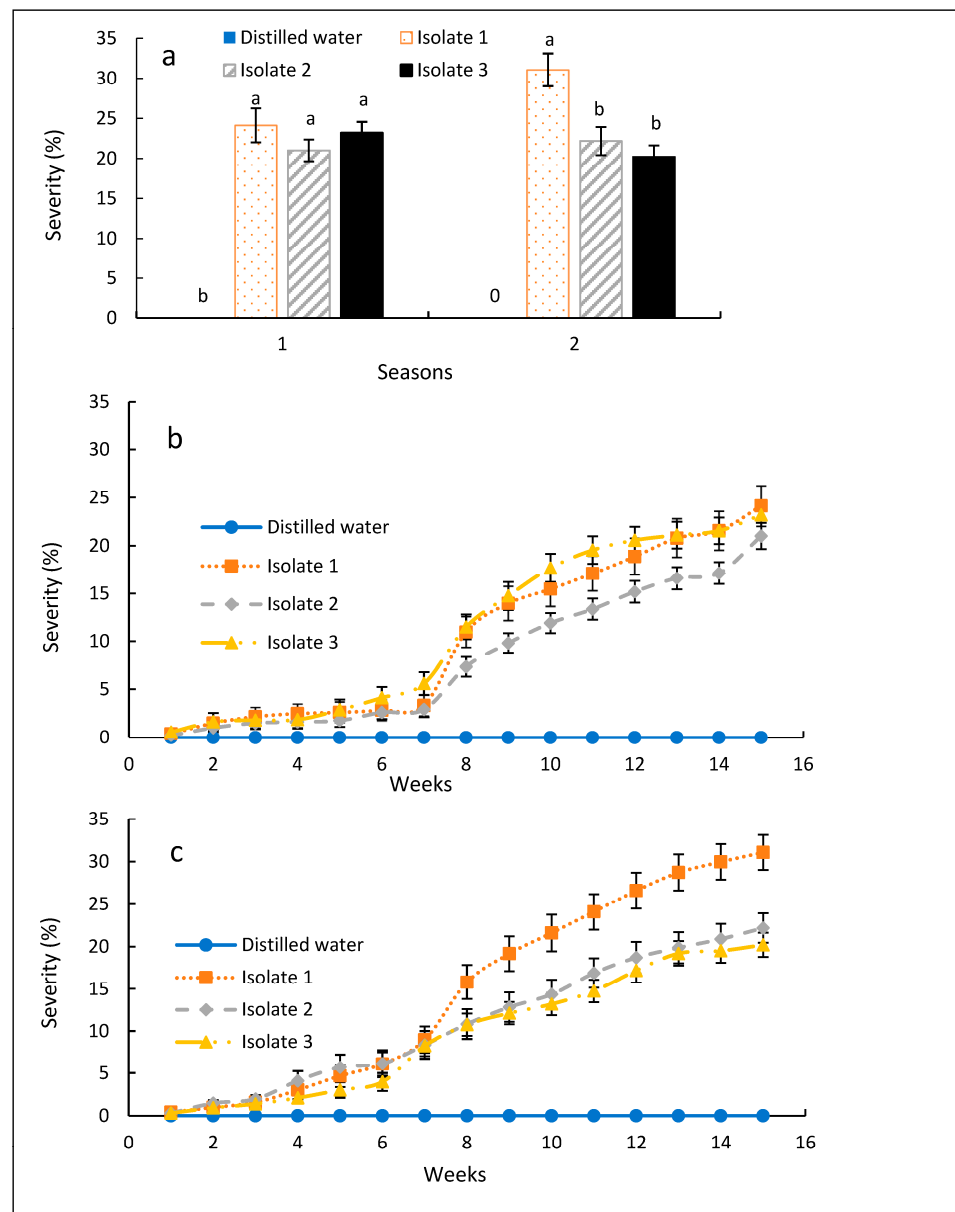 a
Distilled water Isolate 1
Isolate 2 Isolate 3
35
30
25
20
15
10
5
0
Severity (%)
a
a
a
b
a
b
b
0
1 2
Seasons
b
35
30
25
20
15
10
5
0
Severity (%)
Distilled water
Isolate 1
Isolate 2
Isolate 3
0 2 4 6 8 10 12 14 16
Weeks
c
35
30
25
20
15
10
5
0
Severity (%)
Distilled water
Isolate 1
Isolate 2
Isolate 3
0 2 4 6 8 10 12 14 16
Weeks